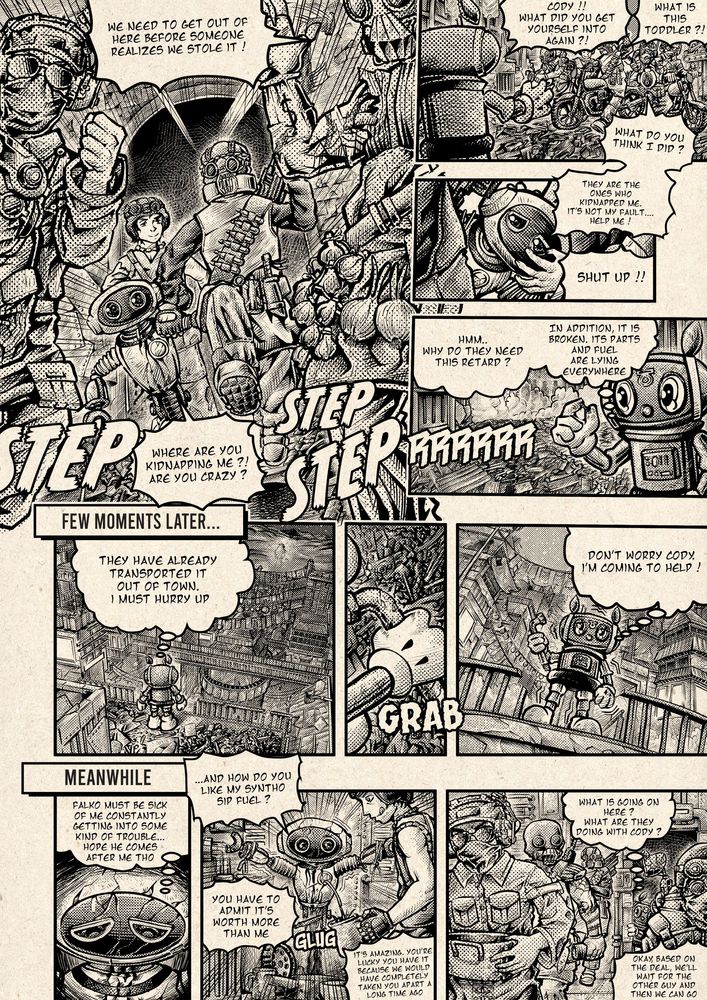 WE NEED TO GET OUT OF
HERE BEFORE SOMEONE
REALIZES WE STOLE IT !
CODY !!
WHAT DID YOU GET
YOURSELF INTO
AGAIN ?!
WHAT IS
THIS
TODDLER ?!
WHAT DO YOU
THINK I DID ?
THEY ARE THE
ONES WHO
KIDNAPPED ME.
IT'S NOT MY FAULT....
HELP ME !
SHUT UP !!
HMM..
WHY DO THEY NEED
THIS RETARD ?
IN ADDITION, IT IS
BROKEN. ITS PARTS
AND FUEL
ARE LYING
EVERYWHERE
RRRRRR
STEP
WHERE ARE YOU
KIDNAPPING ME ?!
ARE YOU CRAZY ?
STEP
STEP
FEW MOMENTS LATER...
THEY HAVE ALREADY
TRANSPORTED IT
OUT OF TOWN.
I MUST HURRY UP
GRAB
DON'T WORRY CODY.
I'M COMING TO HELP !
MEANWHILE
FALKO MUST BE SICK
OF ME CONSTANTLY
GETTING INTO SOME
KIND OF TROUBLE...
HOPE HE COMES
AFTER ME THO
...AND HOW DO YOU
LIKE MY SYNTHO
SID FUEL ?
YOU HAVE TO
ADMIT IT'S
WORTH MORE
THAN ME
GLUG
IT'S AMAZING. YOU'RE
LUCKY YOU HAVE IT
BECAUSE WE WOULD
HAVE COMPLETELY
TAKEN YOU APART A
LONG TIME AGO
WHAT IS GOING ON
HERE ?
WHAT ARE THEY
DOING WITH CODY ?
OKAY, BASED ON
THE DEAL, WE'LL
WAIT FOR THE
OTHER GUY AND
THEN WE CAN GO